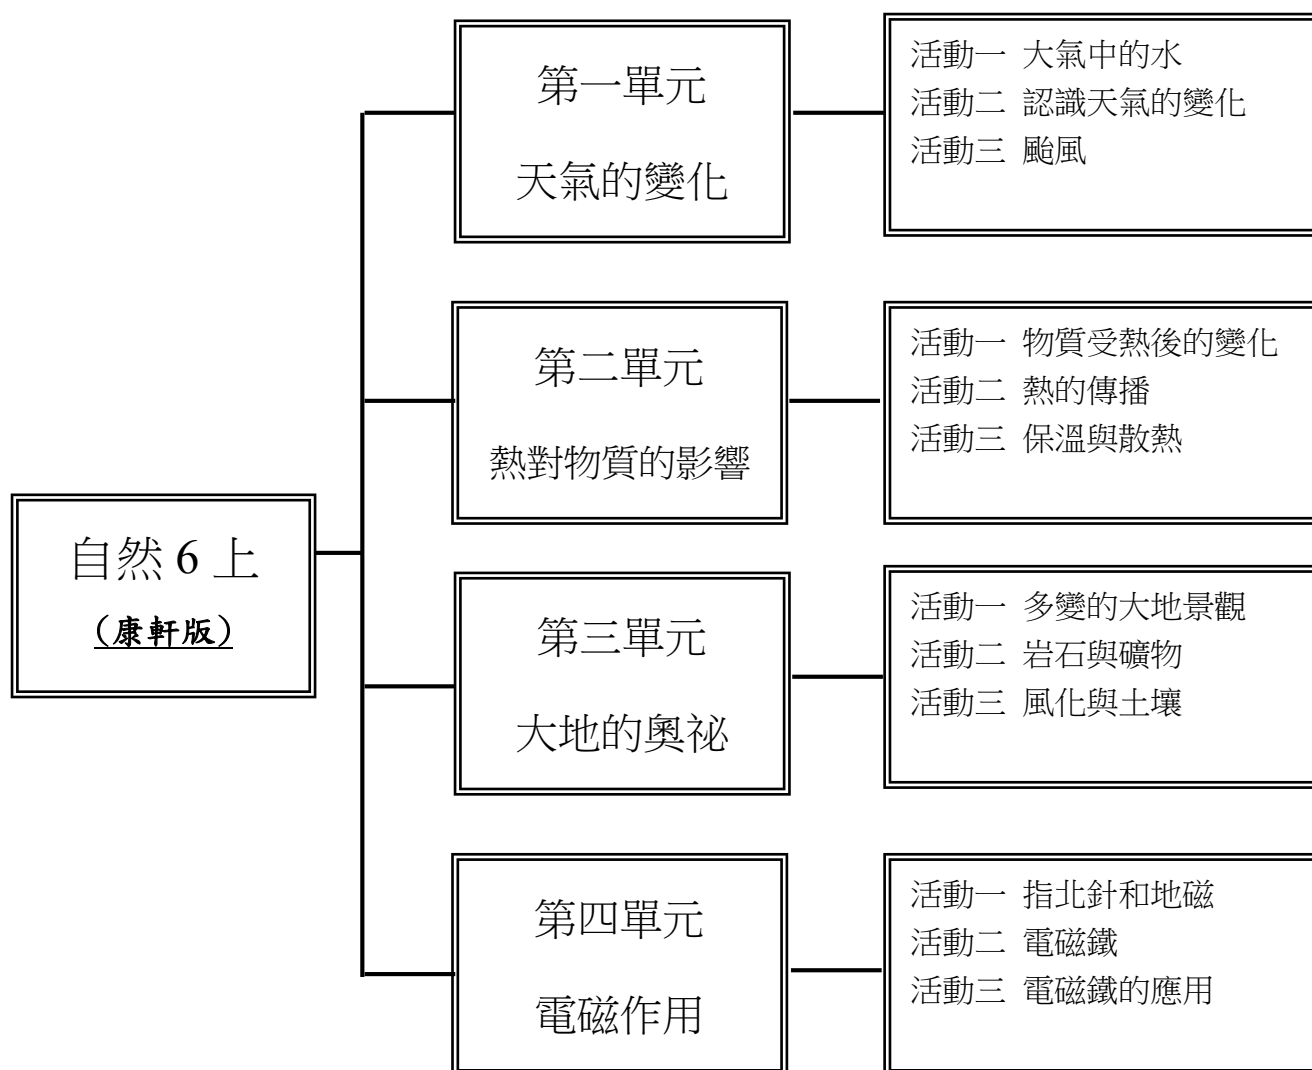 自然 6 上
(康軒版)
第一單元
天氣的變化
活動一 大氣中的水
活動二 認識天氣的變化
活動三 颱風
第二單元
熱對物質的影響
活動一 物質受熱後的變化
活動二 熱的傳播
活動三 保溫與散熱
第三單元
大地的奧祕
活動一 多變的大地景觀
活動二 岩石與礦物
活動三 風化與土壤
第四單元
電磁作用
活動一 指北針和地磁
活動二 電磁鐵
活動三 電磁鐵的應用